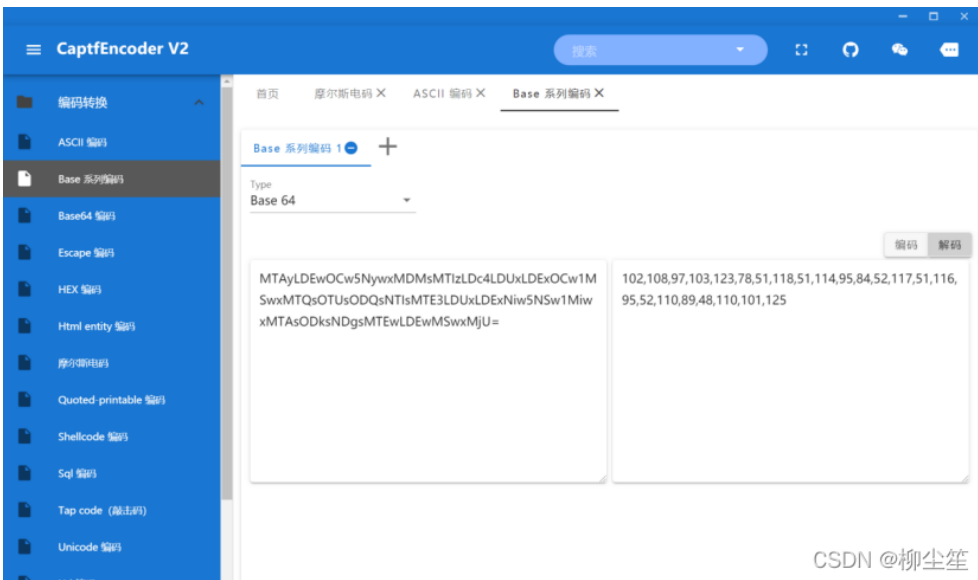 CaptfEncoder V2
搜索
编码转换
首页
摩尔斯电码
ASCII 编码
Base 系列编码
ASCII 编码
Base 系列编码
Base64 编码
Escape 编码
HEX 编码
Html entity 编码
摩尔斯电码
Quoted-printable 编码
Shellcode 编码
Sql 编码
Tap code（敲击码）
Unicode 编码
Base 系列编码 1
Type
Base 64
编码
解码
MTAyLDEwOCw5NywxMDMsMTIzLDc4LDUxLDExOCw1M
SwxMTQsOTUsODQsNTIsMTE3LDUxLDExNiw5NSw1Miw
xMTAsODksNDgsMTEwLDEwMSwxMjU=
102,108,97,103,123,78,51,118,51,114,95,84,52,117,51,116,
95,52,110,89,48,110,101,125
CSDN @柳尘笙